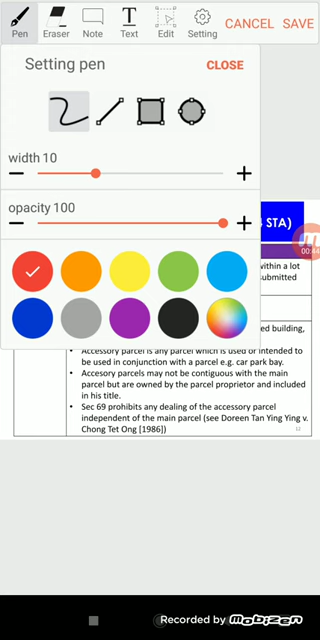 Pen Eraser Note Text Edit Setting CANCEL SAVE
Setting pen CLOSE
width 10
opacity 100
STA)
within a lot
submitted
ed building,
Accessory parcel is any parcel which is used or intended to
be used in conjunction with a parcel e.g. car park bay.
• Accesory parcels may not be contiguous with the main
parcel but are owned by the parcel proprietor and included
in his title.
• Sec 69 prohibits any dealing of the accessory parcel
independent of the main parcel (see Doreen Tan Ying Ying v.
Chong Tet Ong [1986])
12
00:44
Recorded by Mobizen